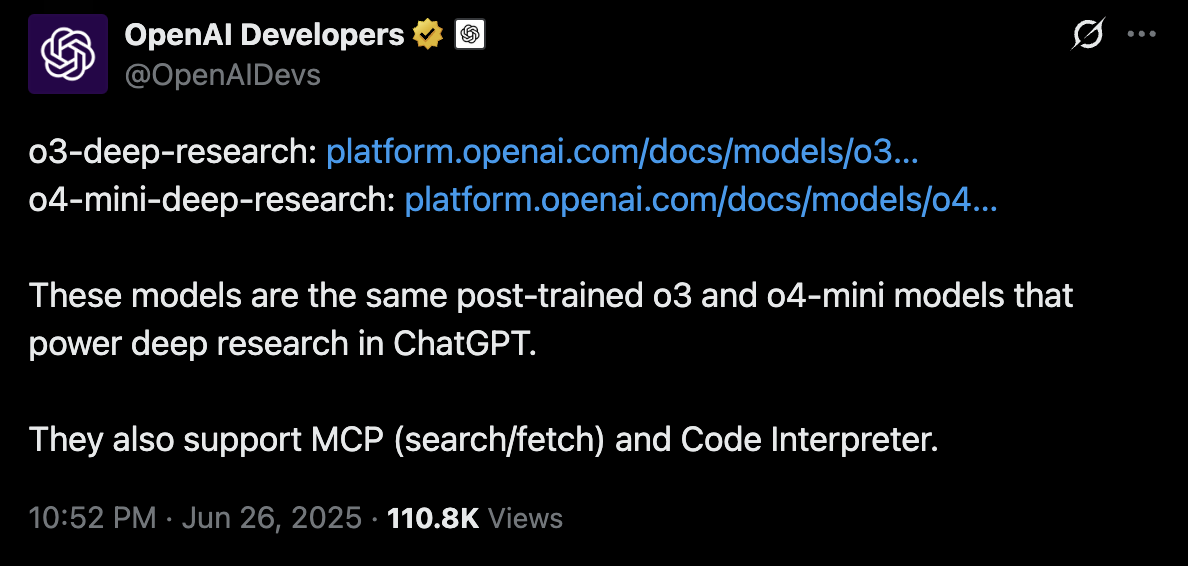 OpenAI Developers
@OpenAIDevs
o3-deep-research: platform.openai.com/docs/models/o3...
o4-mini-deep-research: platform.openai.com/docs/models/o4...
These models are the same post-trained o3 and o4-mini models that
power deep research in ChatGPT.
They also support MCP (search/fetch) and Code Interpreter.
10:52 PM · Jun 26, 2025 · 110.8K Views